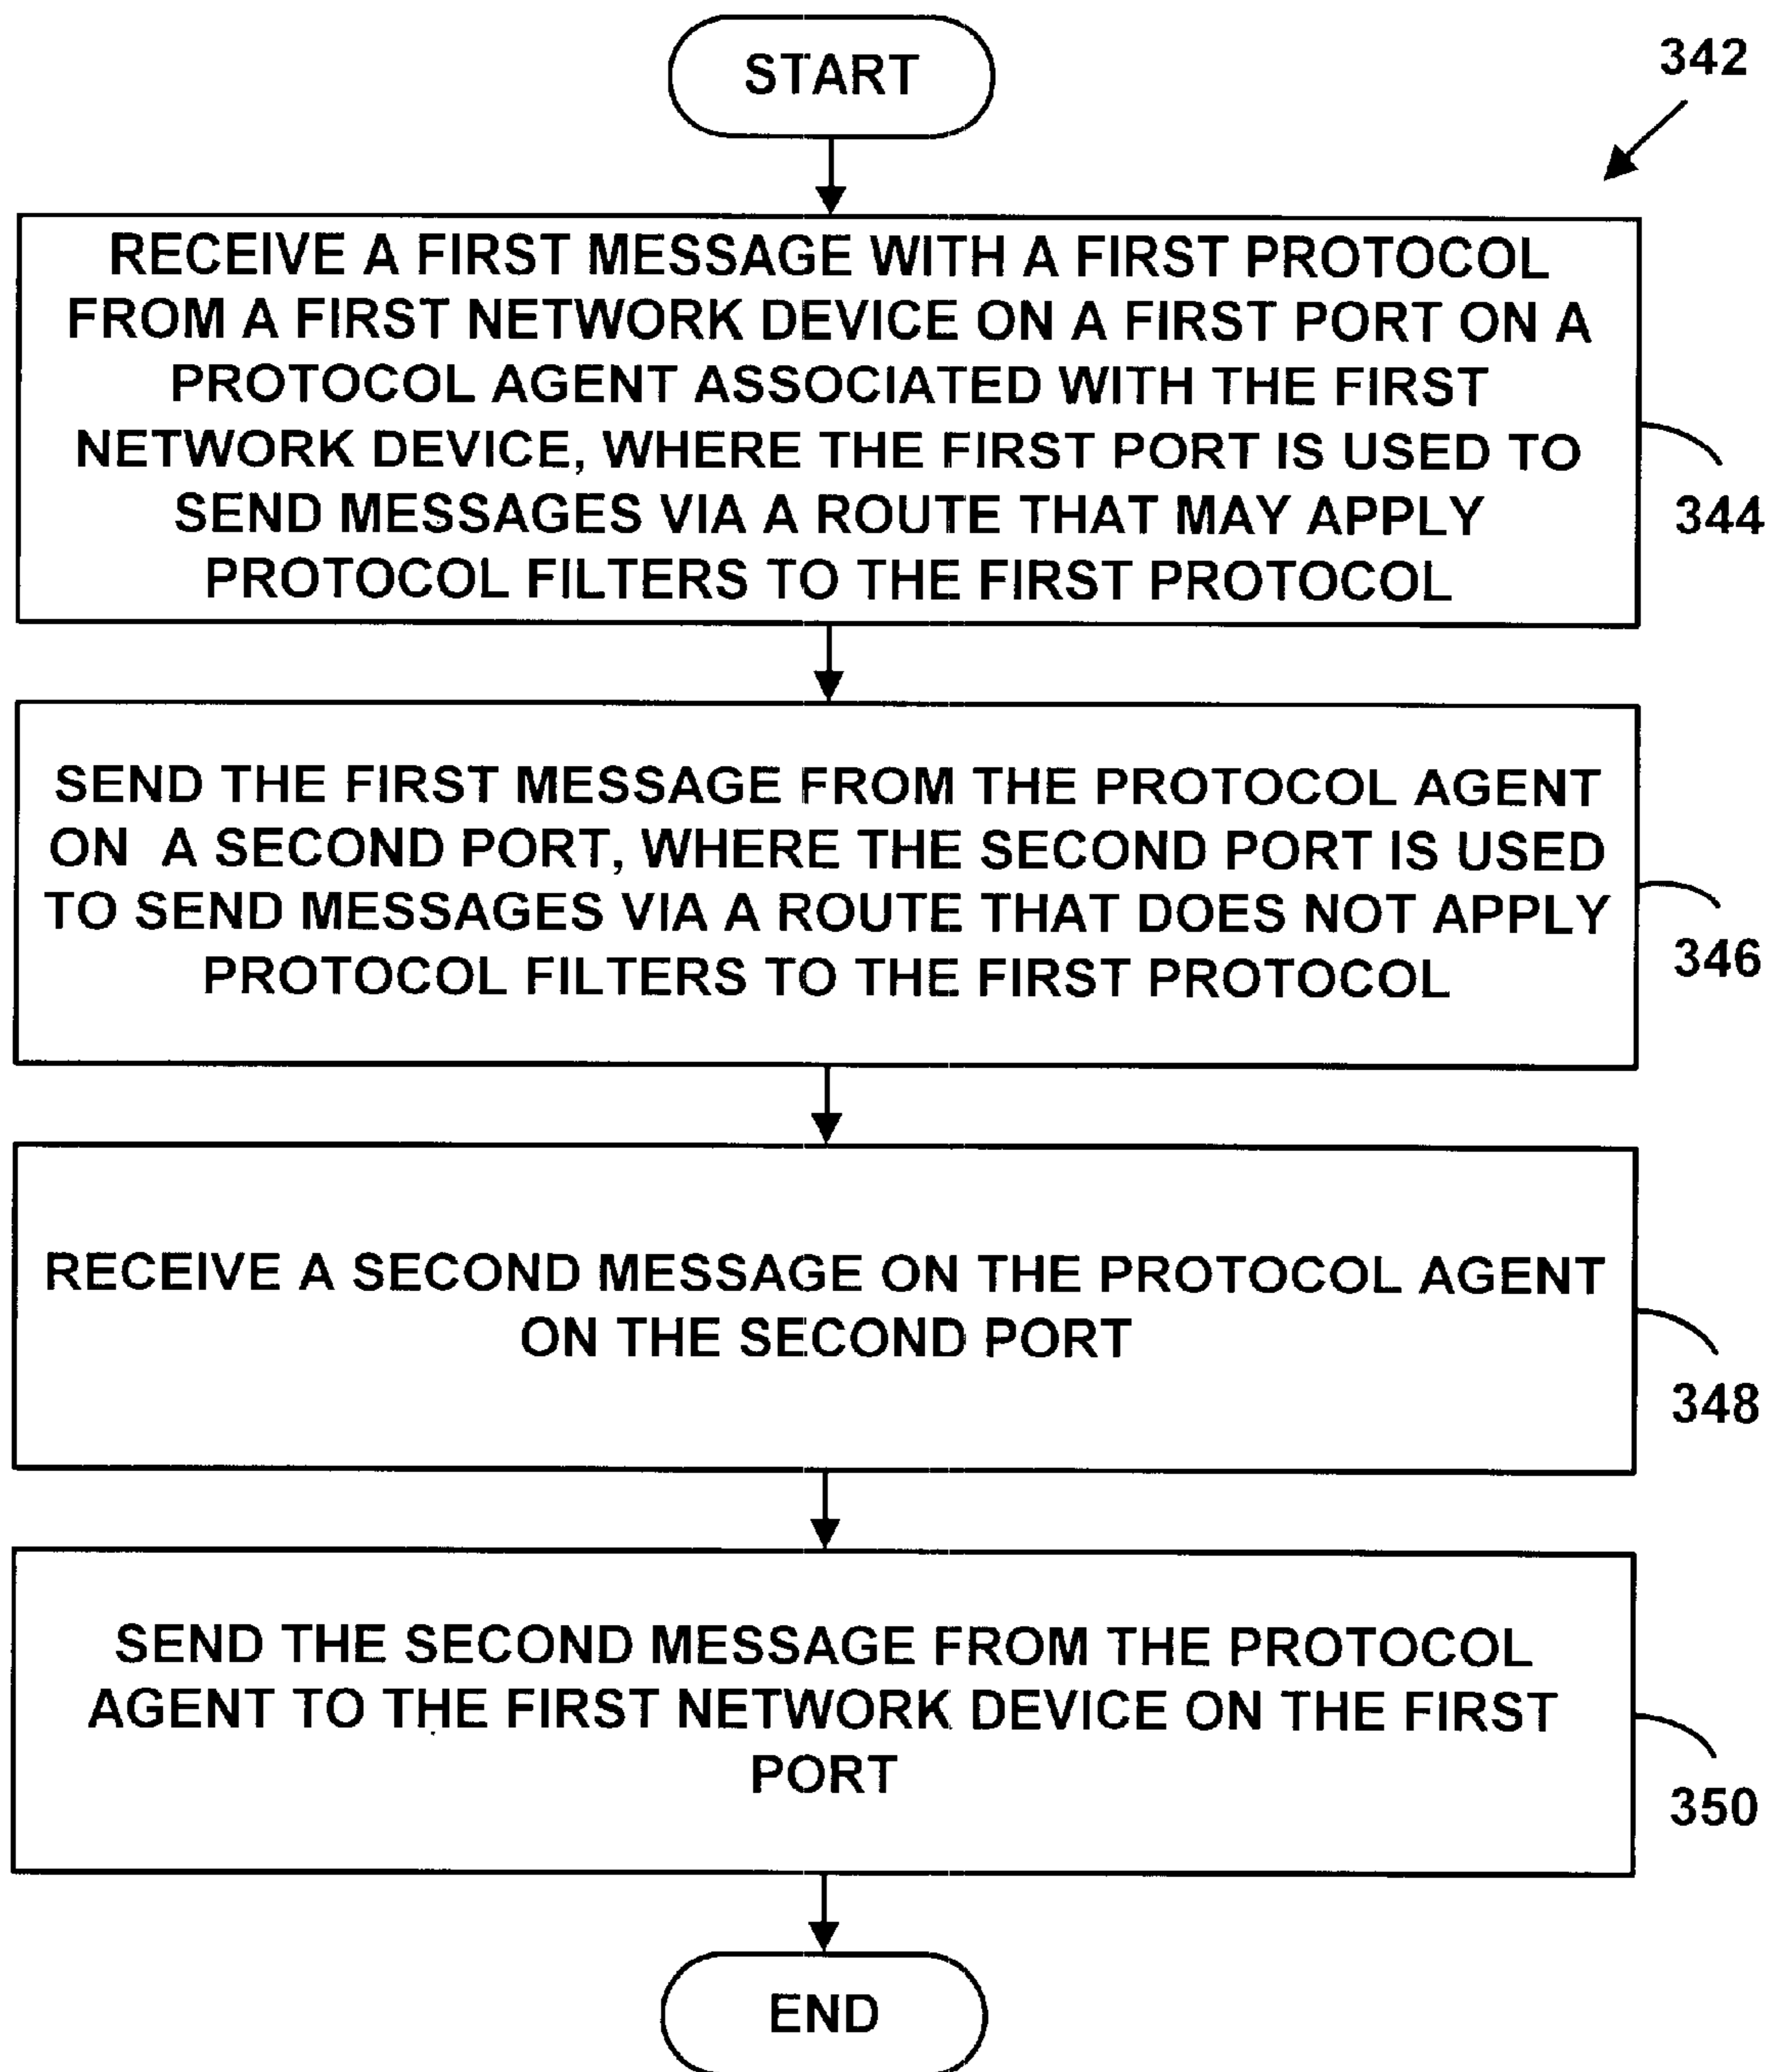 START
342
RECEIVE A FIRST MESSAGE WITH A FIRST PROTOCOL
FROM A FIRST NETWORK DEVICE ON A FIRST PORT ON A
PROTOCOL AGENT ASSOCIATED WITH THE FIRST
NETWORK DEVICE, WHERE THE FIRST PORT IS USED TO
SEND MESSAGES VIA A ROUTE THAT MAY APPLY
PROTOCOL FILTERS TO THE FIRST PROTOCOL
344
SEND THE FIRST MESSAGE FROM THE PROTOCOL AGENT
ON A SECOND PORT, WHERE THE SECOND PORT IS USED
TO SEND MESSAGES VIA A ROUTE THAT DOES NOT APPLY
PROTOCOL FILTERS TO THE FIRST PROTOCOL
346
RECEIVE A SECOND MESSAGE ON THE PROTOCOL AGENT
ON THE SECOND PORT
348
SEND THE SECOND MESSAGE FROM THE PROTOCOL
AGENT TO THE FIRST NETWORK DEVICE ON THE FIRST
PORT
350
END